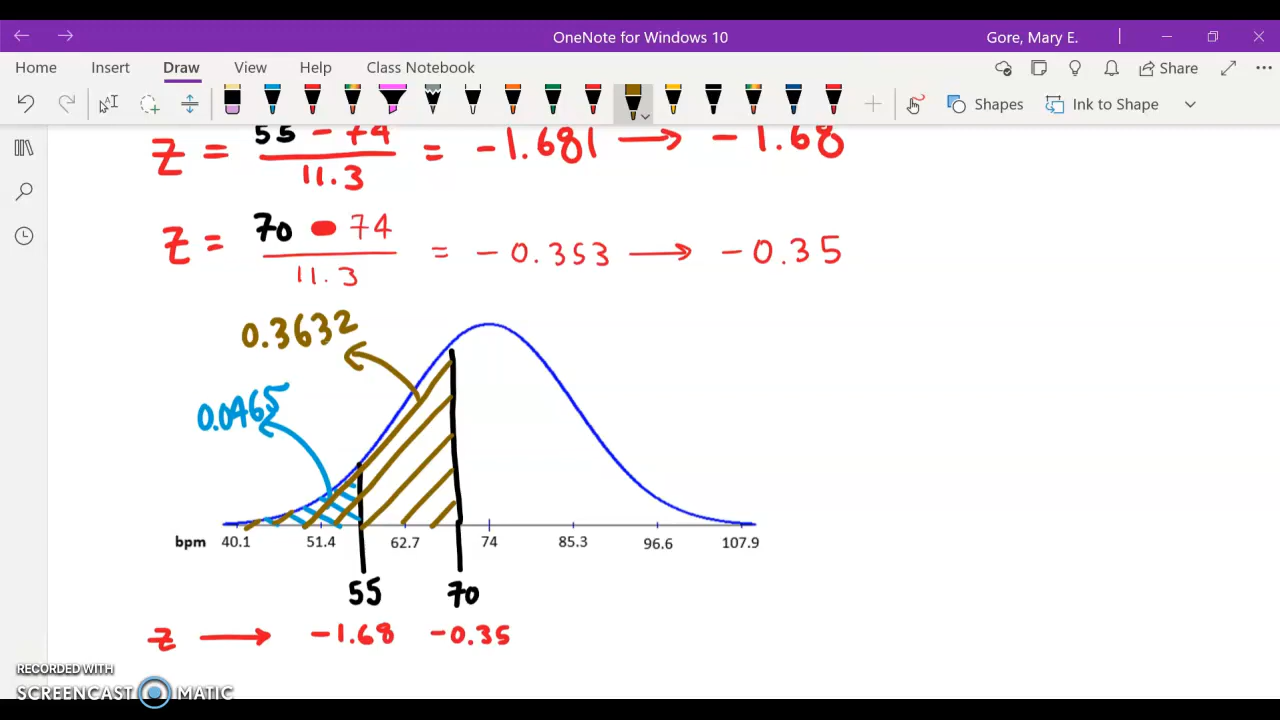 OneNote for Windows 10
Gore, Mary E.
Home Insert Draw View Help Class Notebook
Share
Shapes
Ink to Shape
z = 55 - 74 / 11.3 = -1.681 → -1.68
z = 70 - 74 / 11.3 = -0.353 → -0.35
0.3632
0.0465
bpm 40.1 51.4 62.7 74 85.3 96.6 107.9
55 70
z → -1.68 -0.35
RECORDED WITH
SCREENCAST MATIC